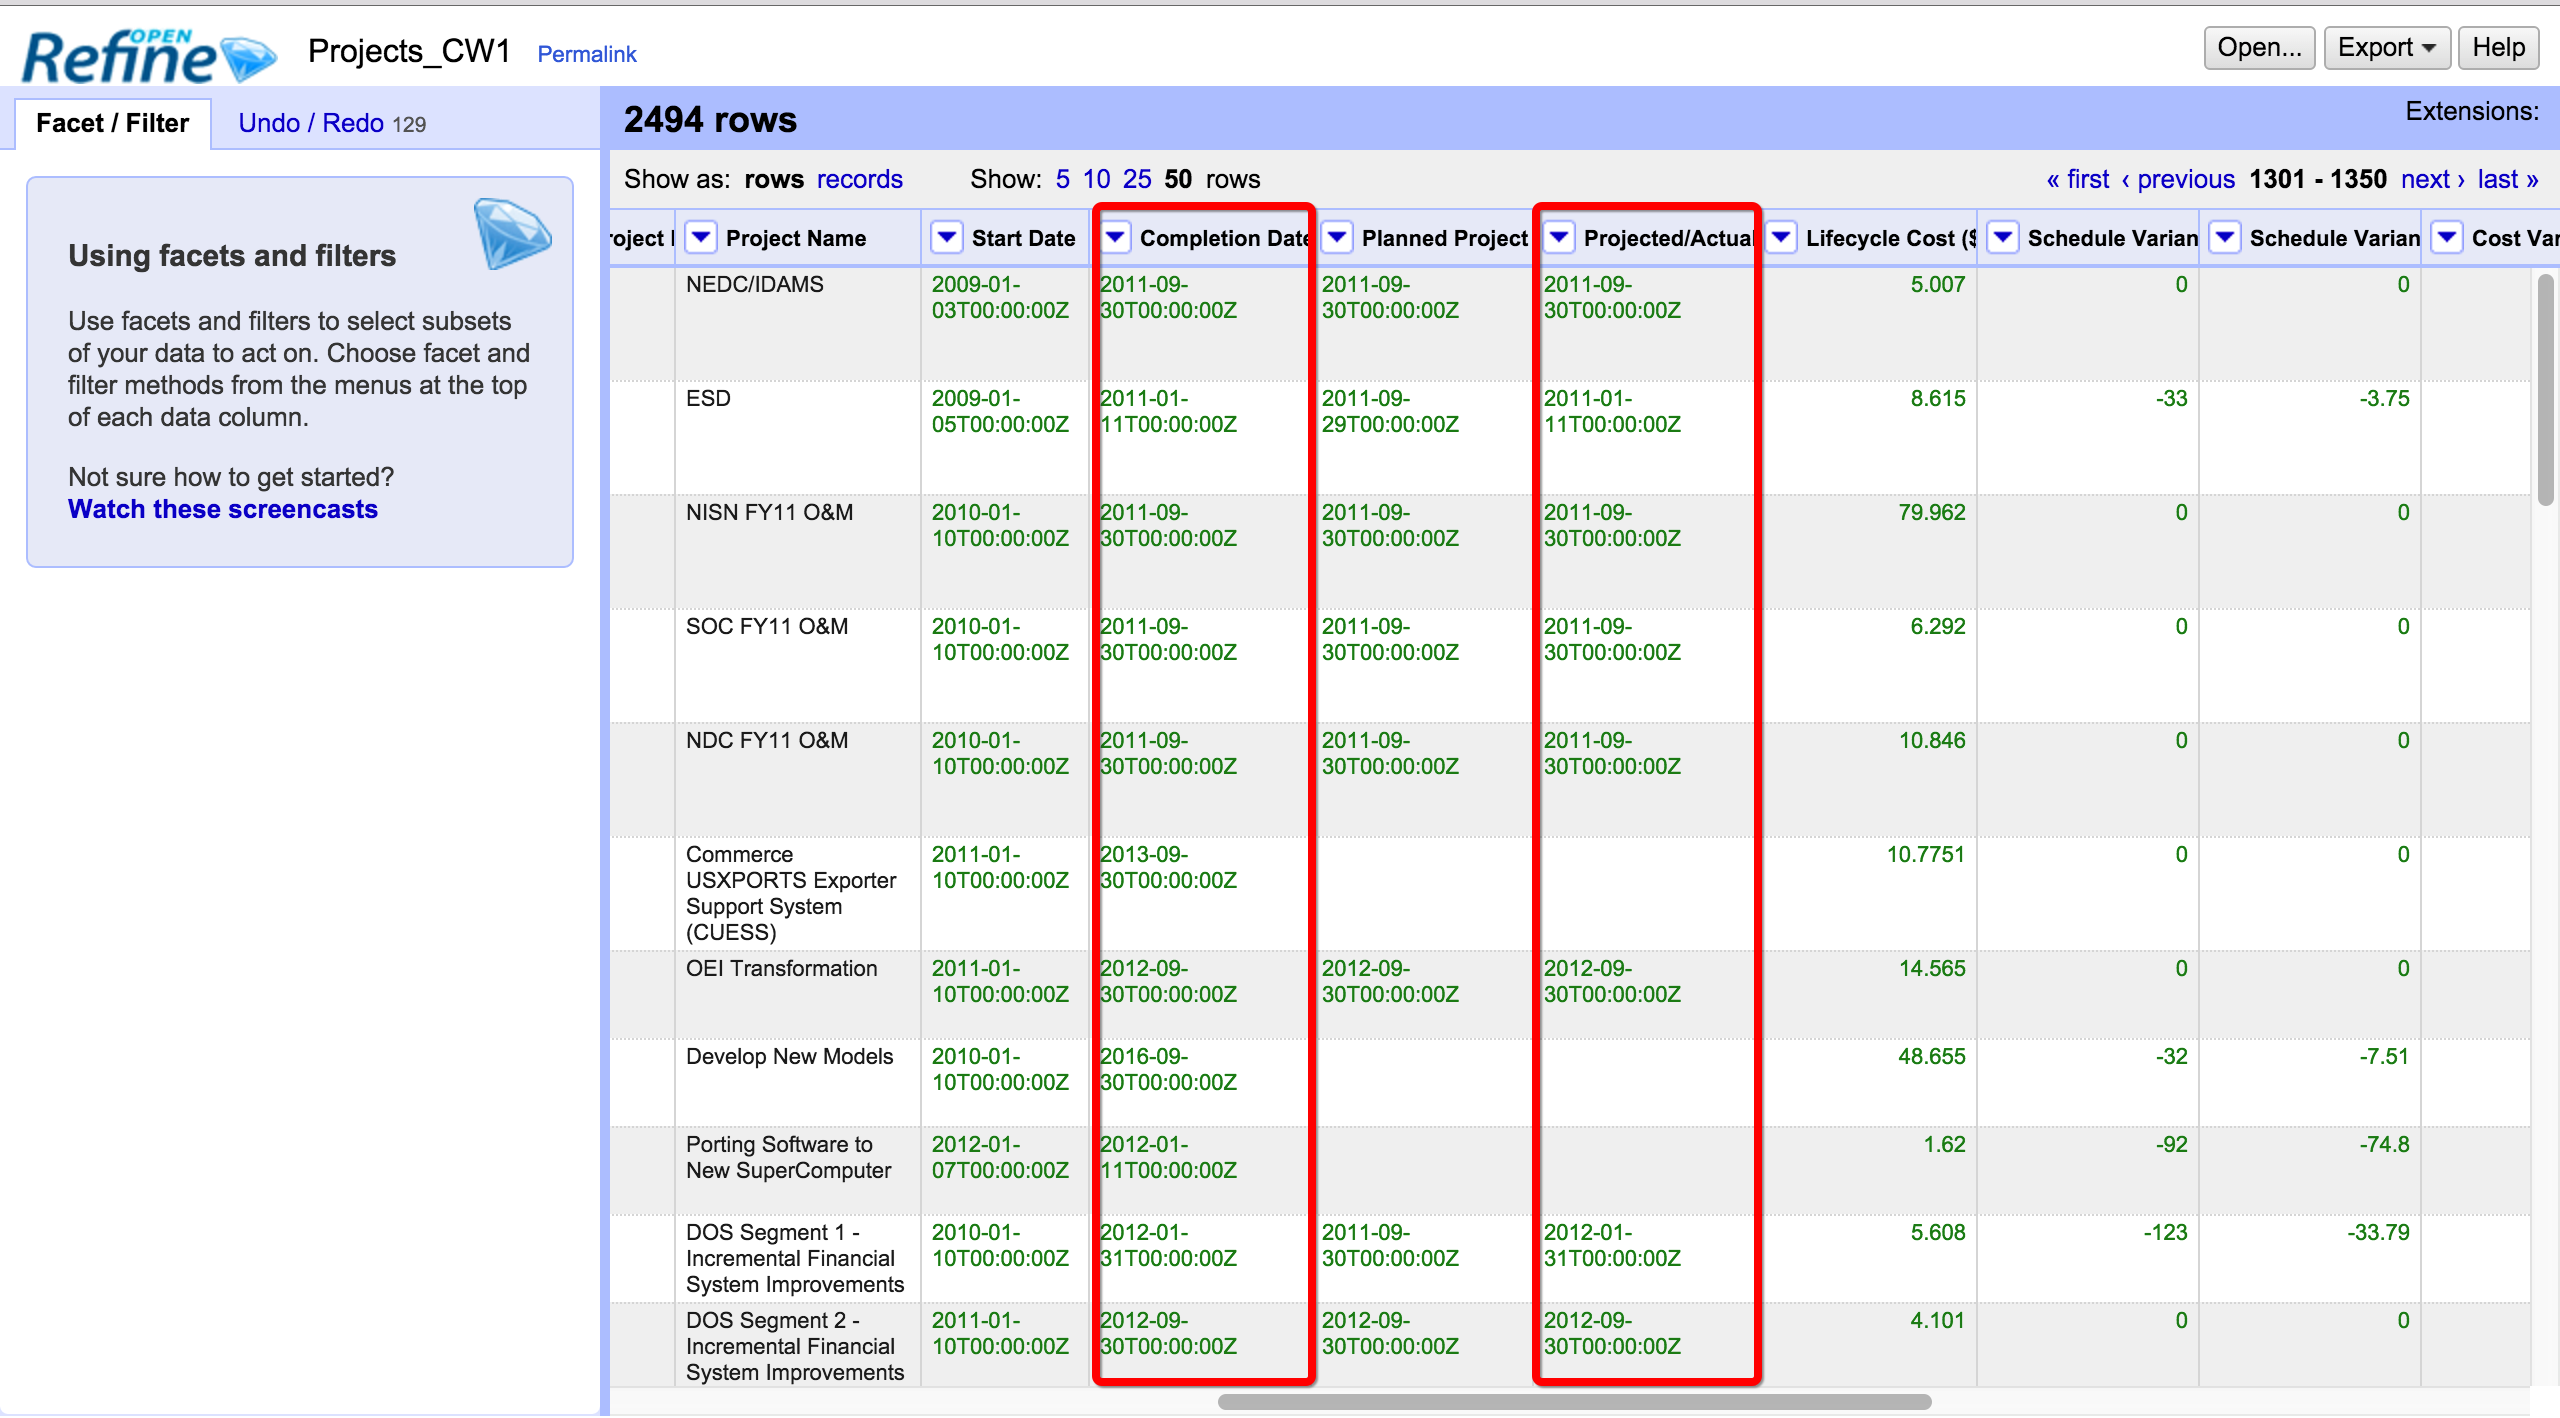 OPEN
Refine
Projects_CW1 Permalink
Open... Export Help
Facet / Filter Undo / Redo 129
Using facets and filters
Use facets and filters to select subsets
of your data to act on. Choose facet and
filter methods from the menus at the top
of each data column.
Not sure how to get started?
Watch these screencasts
2494 rows Extensions:
Show as: rows records Show: 5 10 25 50 rows « first ‹ previous 1301 - 1350 next › last »
roject Project Name Start Date Completion Date Planned Project Projected/Actual Lifecycle Cost ($ Schedule Varian Schedule Varian Cost Var
NEDC/IDAMS 2009-01- 2011-09- 2011-09- 2011-09- 5.007 0 0
03T00:00:00Z 30T00:00:00Z 30T00:00:00Z 30T00:00:00Z
ESD 2009-01- 2011-01- 2011-09- 2011-01- 8.615 -33 -3.75
05T00:00:00Z 11T00:00:00Z 29T00:00:00Z 11T00:00:00Z
NISN FY11 O&M 2010-01- 2011-09- 2011-09- 2011-09- 79.962 0 0
10T00:00:00Z 30T00:00:00Z 30T00:00:00Z 30T00:00:00Z
SOC FY11 O&M 2010-01- 2011-09- 2011-09- 2011-09- 6.292 0 0
10T00:00:00Z 30T00:00:00Z 30T00:00:00Z 30T00:00:00Z
NDC FY11 O&M 2010-01- 2011-09- 2011-09- 2011-09- 10.846 0 0
10T00:00:00Z 30T00:00:00Z 30T00:00:00Z 30T00:00:00Z
Commerce 2011-01- 2013-09- 10.7751 0 0
USXPORTS Exporter 10T00:00:00Z 30T00:00:00Z
Support System
(CUESS)
OEI Transformation 2011-01- 2012-09- 2012-09- 2012-09- 14.565 0 0
10T00:00:00Z 30T00:00:00Z 30T00:00:00Z 30T00:00:00Z
Develop New Models 2010-01- 2016-09- 48.655 -32 -7.51
10T00:00:00Z 30T00:00:00Z
Porting Software to 2012-01- 2012-01- 1.62 -92 -74.8
New SuperComputer 07T00:00:00Z 11T00:00:00Z
DOS Segment 1 - 2010-01- 2012-01- 2011-09- 2012-01- 5.608 -123 -33.79
Incremental Financial 10T00:00:00Z 31T00:00:00Z 30T00:00:00Z 31T00:00:00Z
System Improvements
DOS Segment 2 - 2011-01- 2012-09- 2012-09- 2012-09- 4.101 0 0
Incremental Financial 10T00:00:00Z 30T00:00:00Z 30T00:00:00Z 30T00:00:00Z
System Improvements